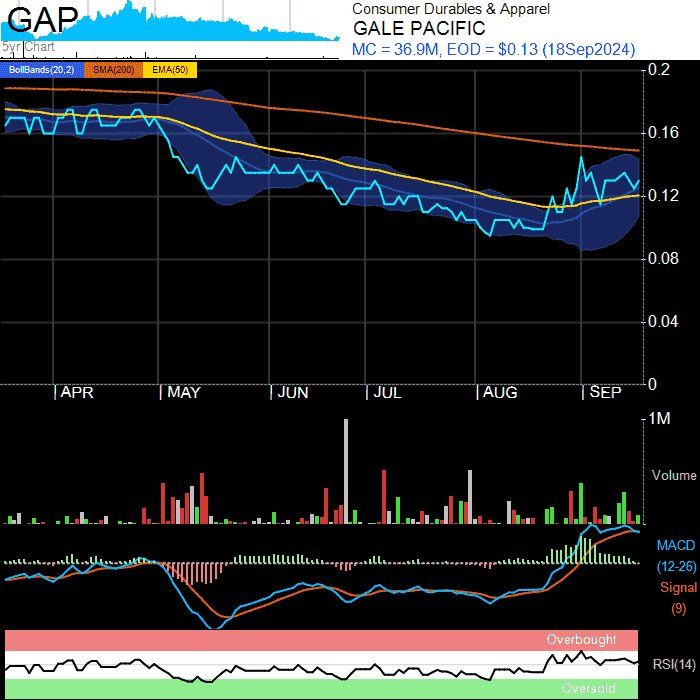 GAP
5yr Chart
Consumer Durables & Apparel
GALE PACIFIC
MC = 36.9M, EOD = $0.13 (18Sep2024)
BollBands(20,2) SMA(200) EMA(50)
0.2
0.16
0.12
0.08
0.04
0
APR MAY JUN JUL AUG SEP
1M
Volume
MACD
(12-26)
Signal
(9)
Overbought
RSI(14)
Oversold